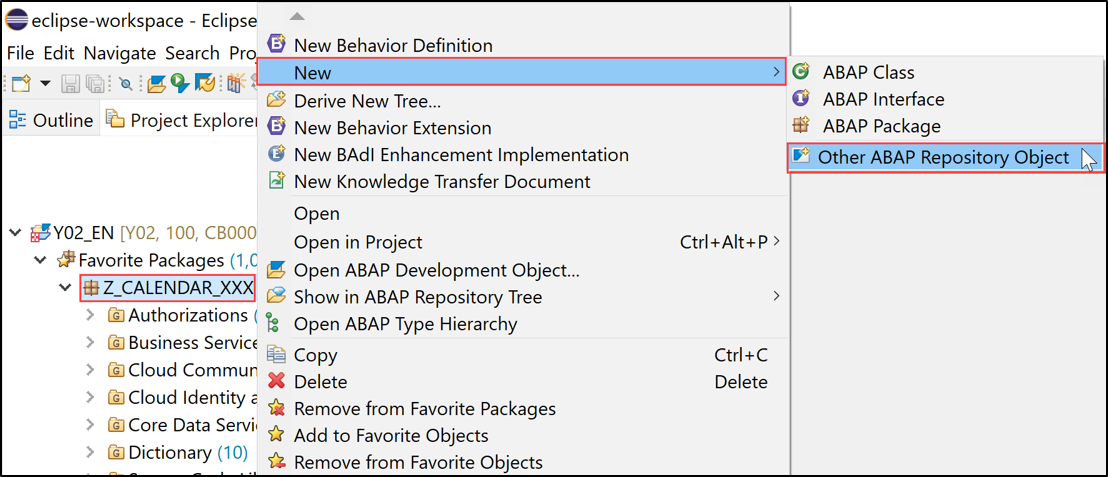 eclipse-workspace - Eclipse
File Edit Navigate Search Pro
Outline Project Explorer
Y02_EN [Y02, 100, CB000
Favorite Packages (1,0
Z_CALENDAR_XXX
Authorizations (
Business Service
Cloud Commun
Cloud Identity a
Core Data Servi
Dictionary (10)
New Behavior Definition
New
Derive New Tree...
New Behavior Extension
New BAdI Enhancement Implementation
New Knowledge Transfer Document
Open
Open in Project Ctrl+Alt+P
Open ABAP Development Object...
Show in ABAP Repository Tree
Open ABAP Type Hierarchy
Copy Ctrl+C
Delete Delete
Remove from Favorite Packages
Add to Favorite Objects
Remove from Favorite Objects
ABAP Class
ABAP Interface
ABAP Package
Other ABAP Repository Object